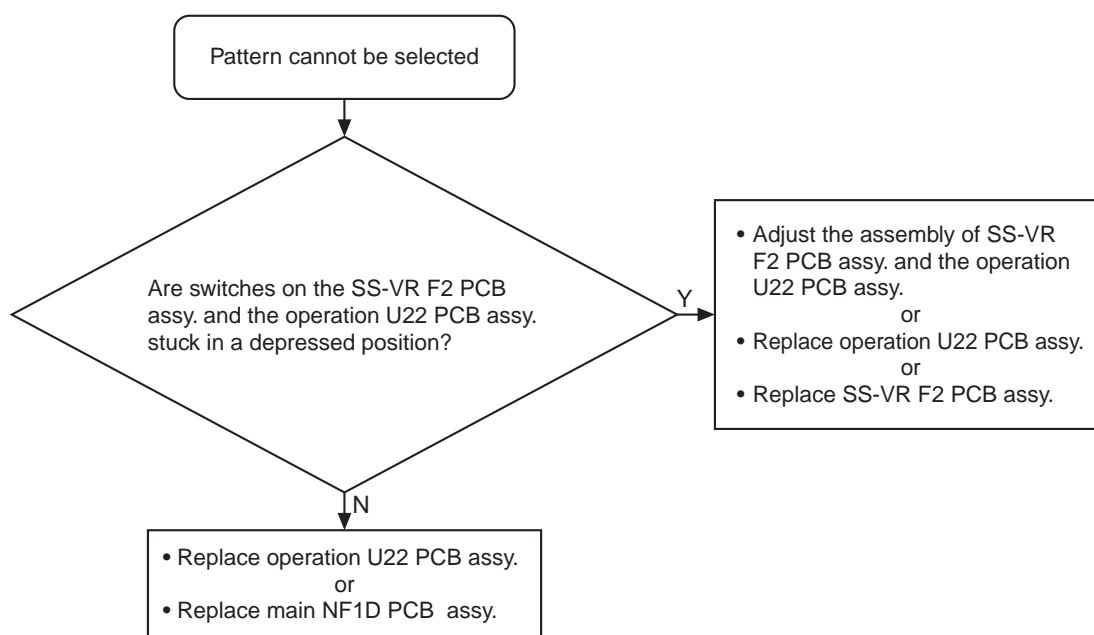 Pattern cannot be selected
Are switches on the SS-VR F2 PCB
assy. and the operation U22 PCB assy.
stuck in a depressed position?
Y
• Adjust the assembly of SS-VR
F2 PCB assy. and the operation
U22 PCB assy.
or
• Replace operation U22 PCB assy.
or
• Replace SS-VR F2 PCB assy.
N
• Replace operation U22 PCB assy.
or
• Replace main NF1D PCB assy.